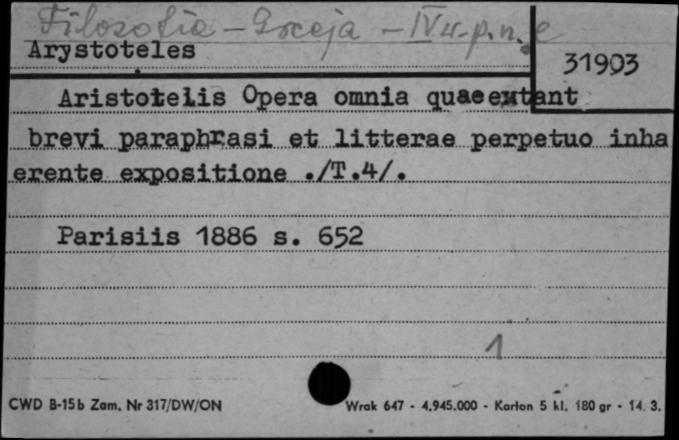 Filozofia - Grecja - IV w. p.n.e
Arystoteles
31903
Aristotelis Opera omnia quae extant
brevi paraphrasi et litterae perpetuo inha
erente expositione ./T.4/.
Parisiis 1886 s. 652
1
CWD B-15b Zam. Nr 317/DW/ON
Wrak 647 - 4.945.000 - Karton 5 kl. 180 gr - 14. 3.